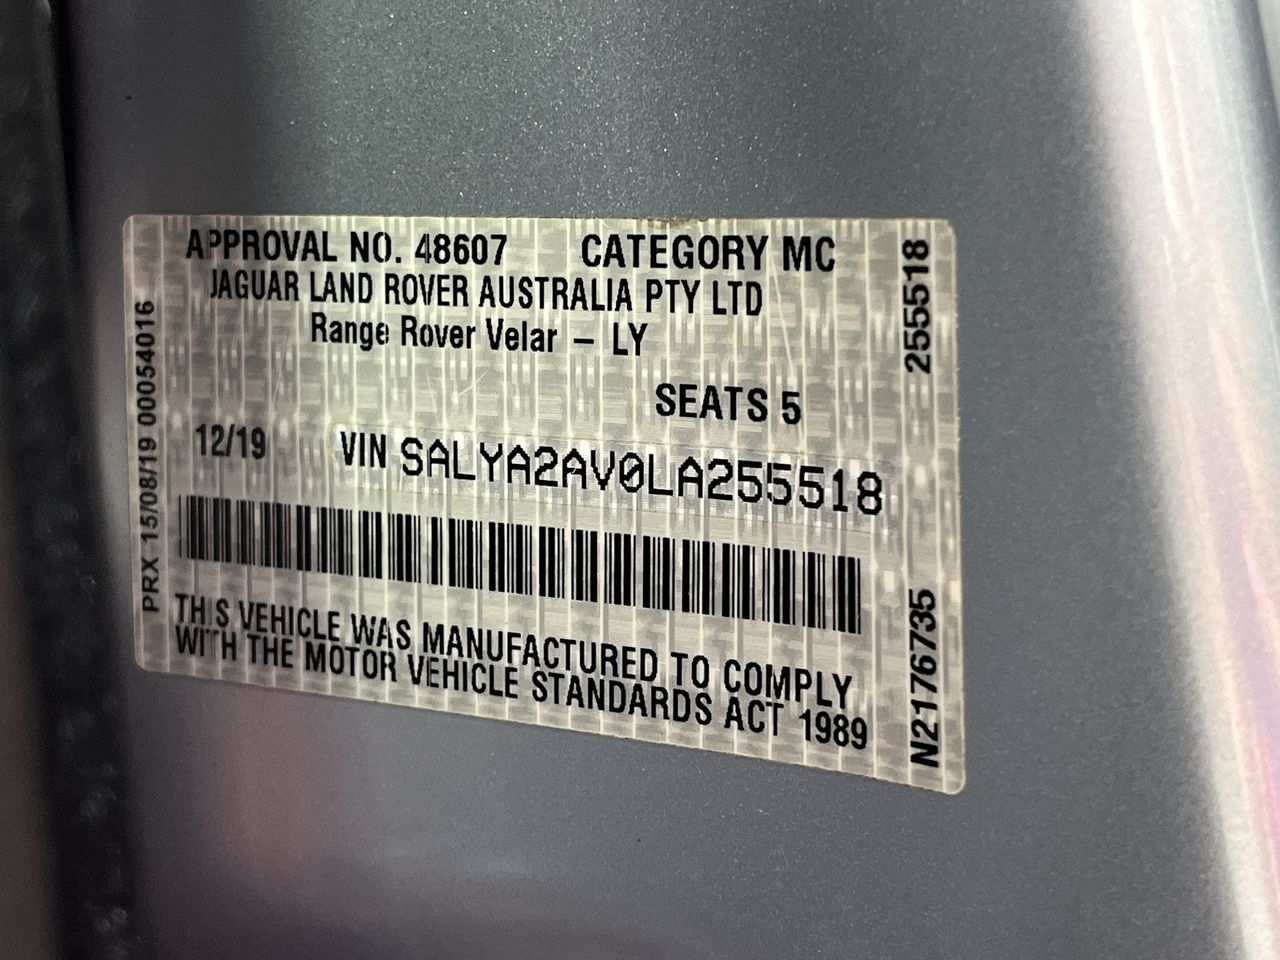 APPROVAL NO. 48607 CATEGORY MC
JAGUAR LAND ROVER AUSTRALIA PTY LTD
Range Rover Velar - LY
SEATS 5
12/19 VIN SALYA2AV0LA255518
THIS VEHICLE WAS MANUFACTURED TO COMPLY
WITH THE MOTOR VEHICLE STANDARDS ACT 1989
PRX 15/08/19 00054016
255518
N2176735